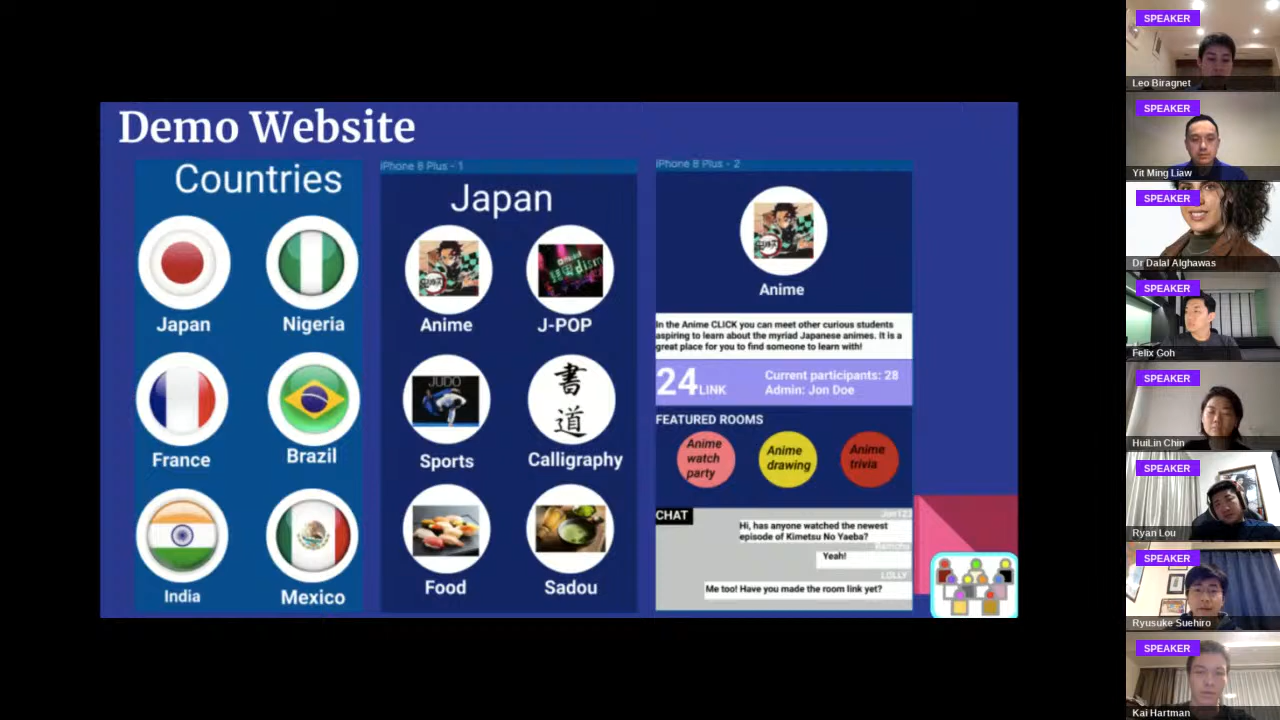 Demo Website
Countries
Japan
Nigeria
France
Brazil
India
Mexico
iPhone 8 Plus - 1
Japan
Anime
J-POP
JUDO
書
道
Sports
Calligraphy
Food
Sadou
iPhone 8 Plus - 2
Anime
In the Anime CLICK you can meet other curious students
aspiring to learn about the myriad Japanese animes. It is a
great place for you to find someone to learn with!
24 LINK
Current participants: 28
Admin: Jon Doe
FEATURED ROOMS
Anime
watch
party
Anime
drawing
Anime
trivia
CHAT
Jon123
Hi, has anyone watched the newest
episode of Kimetsu No Yaeba?
Yeah!
LOLLY
Me too! Have you made the room link yet?
SPEAKER
Leo Biragnet
SPEAKER
Yit Ming Liaw
SPEAKER
Dr Dalal Alghawas
SPEAKER
Felix Goh
SPEAKER
HuiLin Chin
SPEAKER
Ryan Lou
SPEAKER
Ryusuke Suehiro
SPEAKER
Kai Hartman